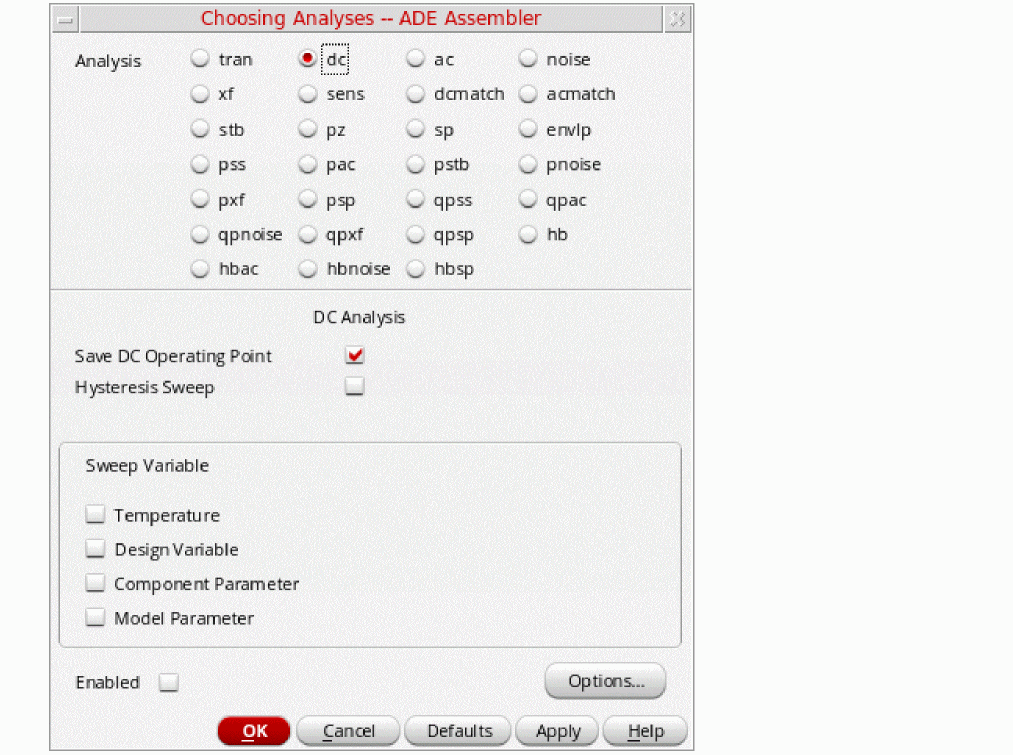 Choosing Analyses -- ADE Assembler
Analysis tran dc ac noise
xf sens dcmatch acmatch
stb pz sp envlp
pss pac pstb pnoise
pxf psp qpss qpac
qpnoise qpxf qpsp hb
hbac hbnoise hbsp
DC Analysis
Save DC Operating Point
Hysteresis Sweep
Sweep Variable
Temperature
Design Variable
Component Parameter
Model Parameter
Enabled Options...
OK Cancel Defaults Apply Help